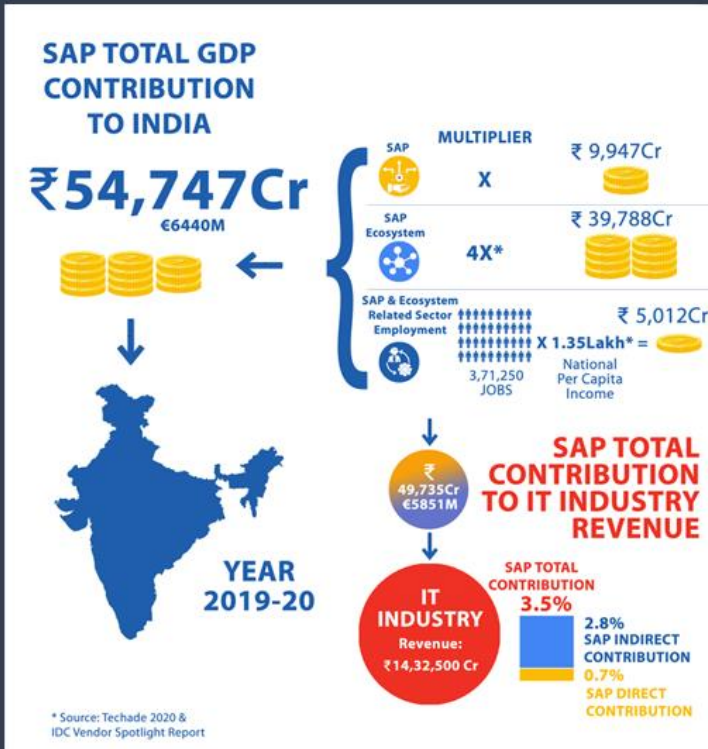 SAP TOTAL GDP
CONTRIBUTION
TO INDIA
₹54,747Cr
€6440M
MULTIPLIER
SAP
X
₹ 9,947Cr
SAP
Ecosystem
4X*
₹ 39,788Cr
SAP & Ecosystem
Related Sector
Employment
3,71,250
JOBS
X 1.35Lakh* =
National
Per Capita
Income
₹ 5,012Cr
YEAR
2019-20
₹
49,735Cr
€5851M
SAP TOTAL
CONTRIBUTION
TO IT INDUSTRY
REVENUE
IT
INDUSTRY
Revenue:
₹14,32,500 Cr
SAP TOTAL
CONTRIBUTION
3.5%
2.8%
SAP INDIRECT
CONTRIBUTION
0.7%
SAP DIRECT
CONTRIBUTION
* Source: Techade 2020 &
IDC Vendor Spotlight Report